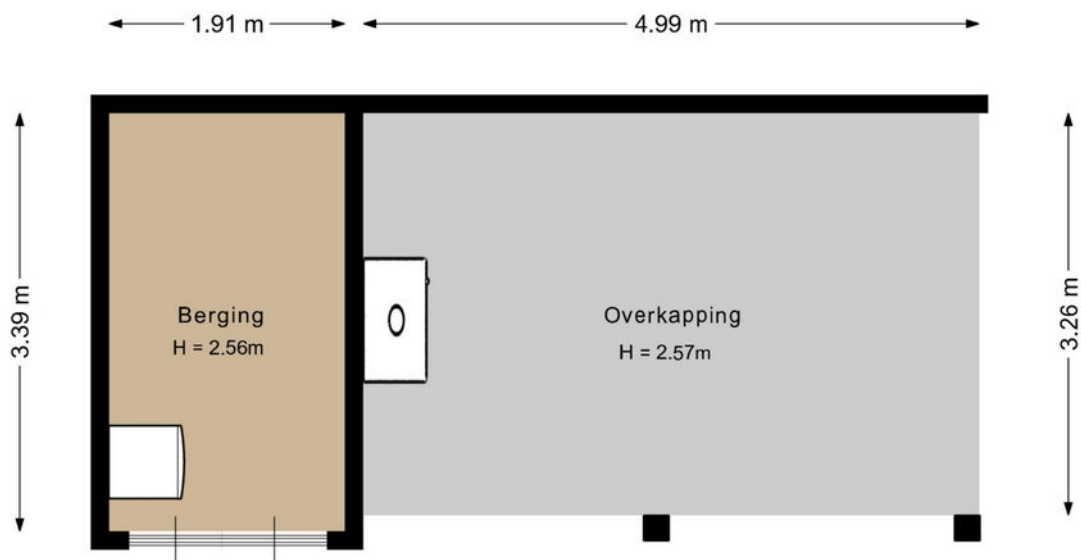 1.91 m
4.99 m
3.39 m
Berging
H = 2.56m
Overkapping
H = 2.57m
3.26 m